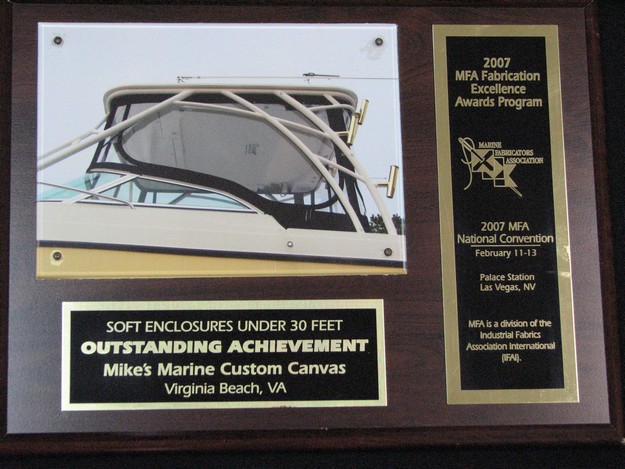 2007
MFA Fabrication
Excellence
Awards Program
MARINE
FABRICATORS
ASSOCIATION
2007 MFA
National Convention
February 11-13
Palace Station
Las Vegas, NV
MFA is a division of the
Industrial Fabrics
Association International
(IFAI).
SOFT ENCLOSURES UNDER 30 FEET
OUTSTANDING ACHIEVEMENT
Mike's Marine Custom Canvas
Virginia Beach, VA